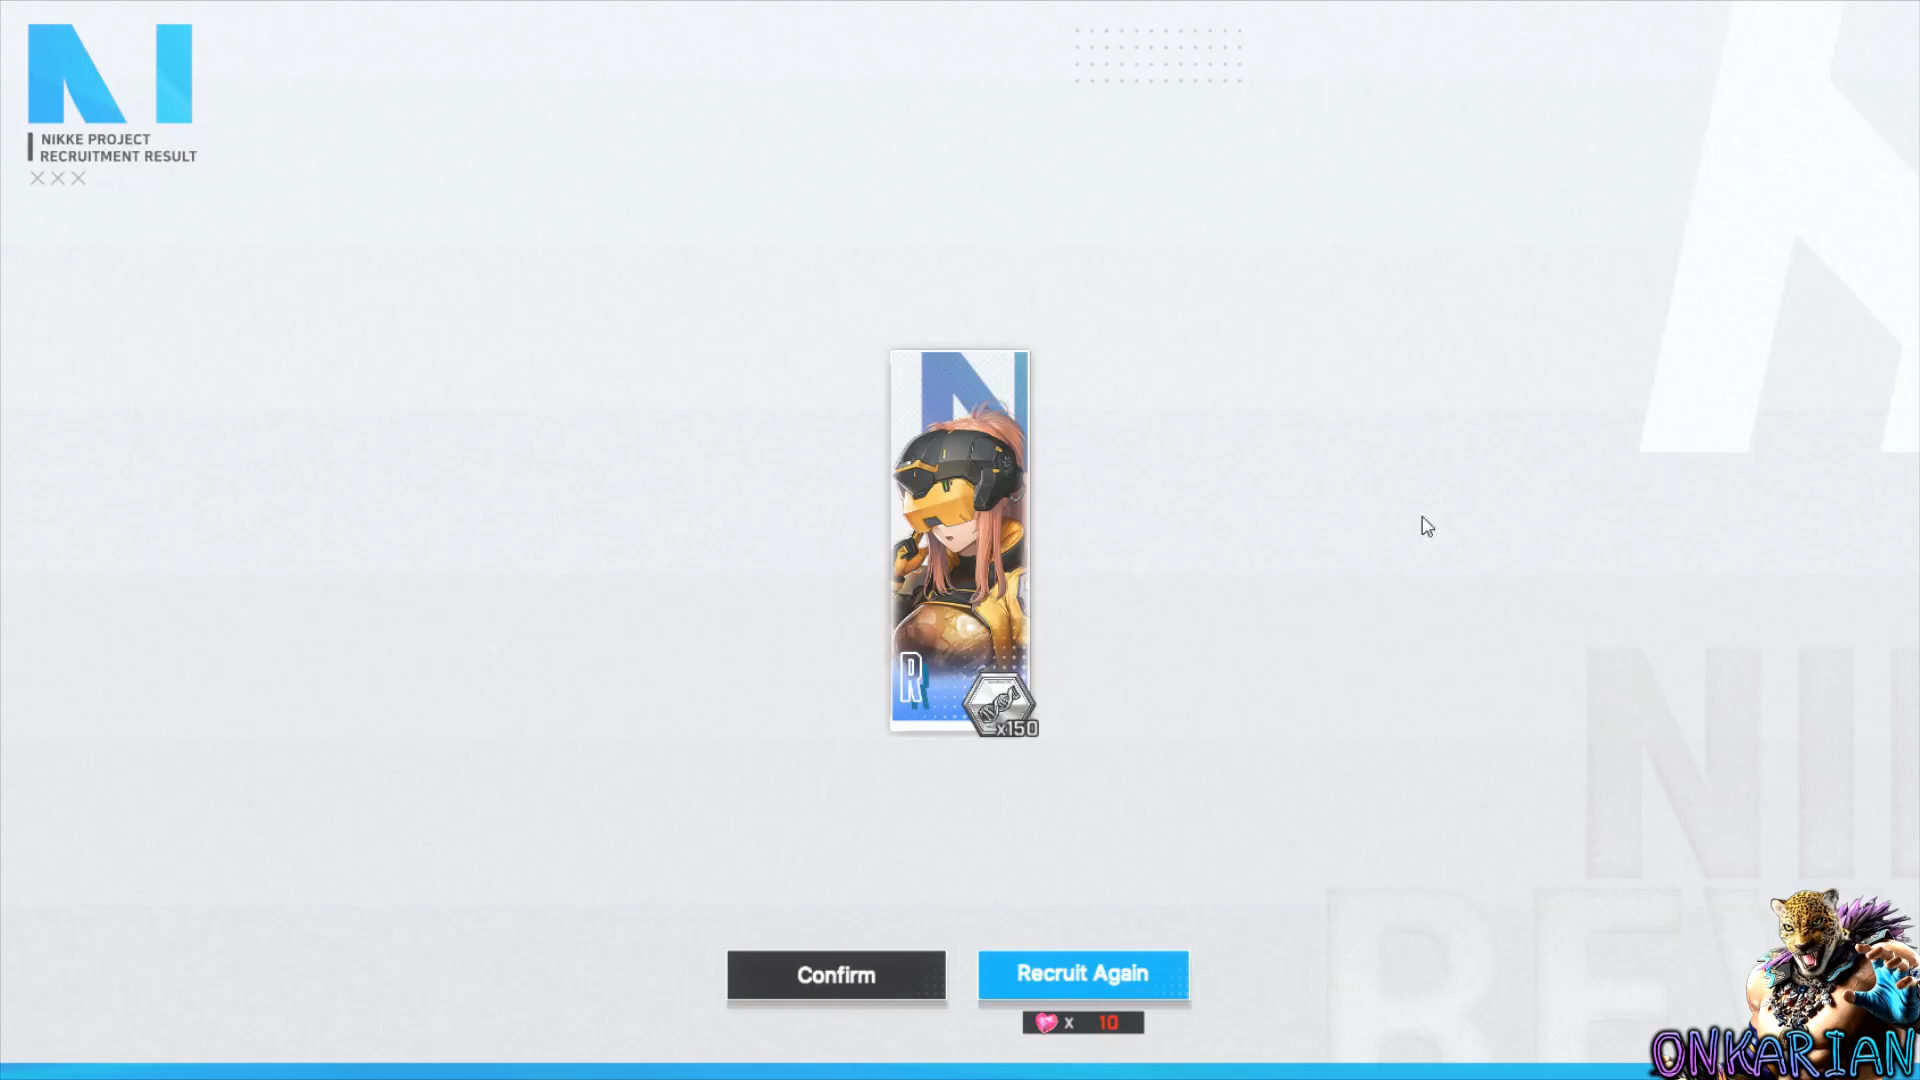 NIKKE PROJECT
RECRUITMENT RESULT
R
x150
Confirm
Recruit Again
x 10
ONKARIAN